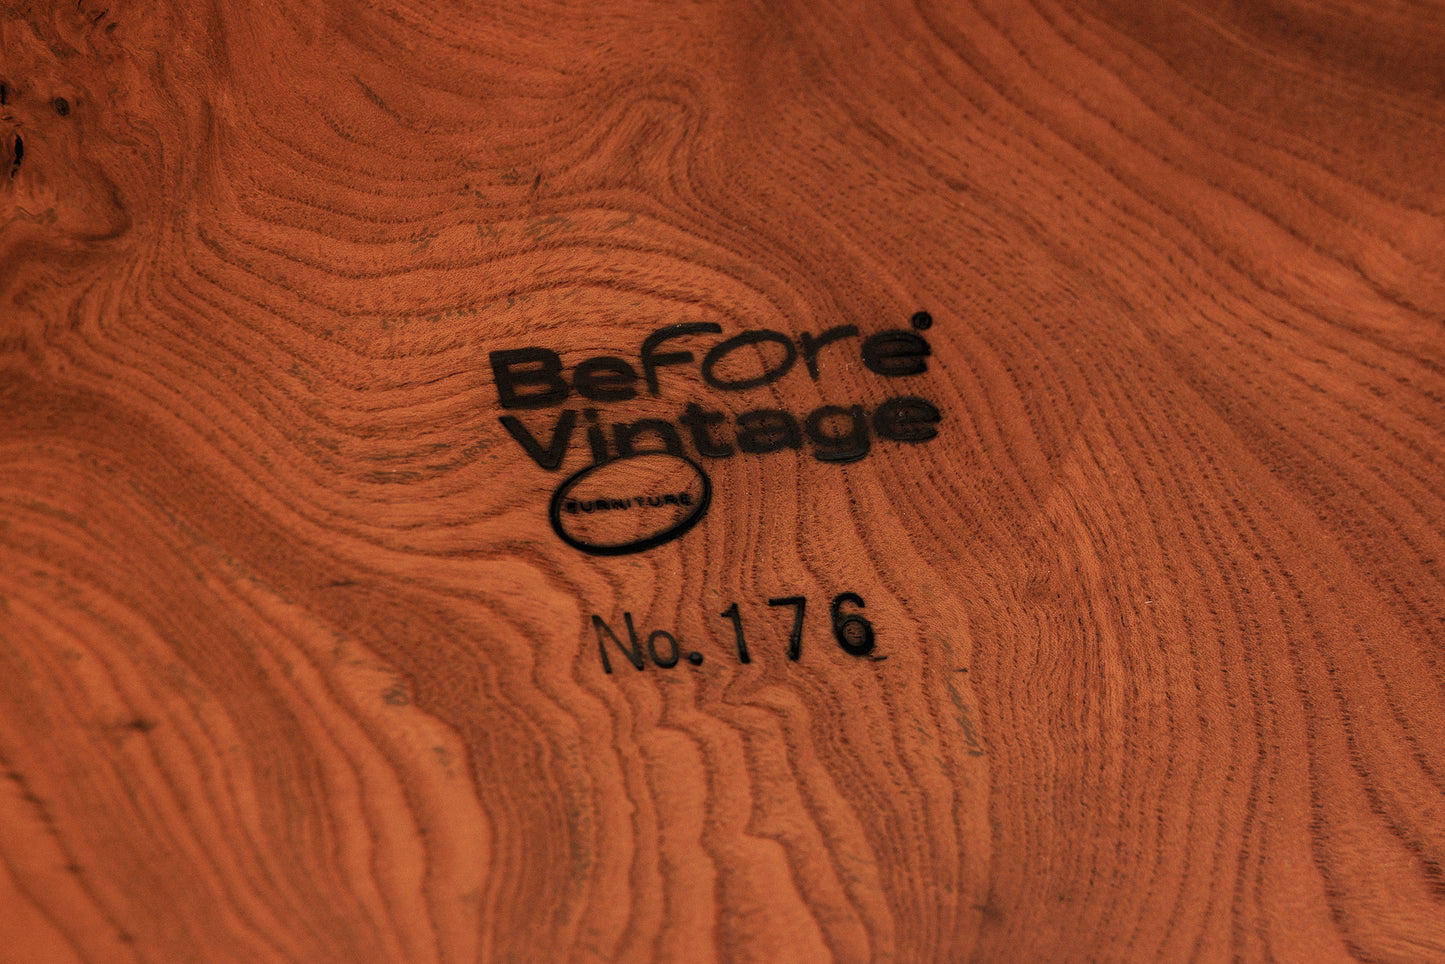 Before®
Vintage
FURNITURE
No. 176